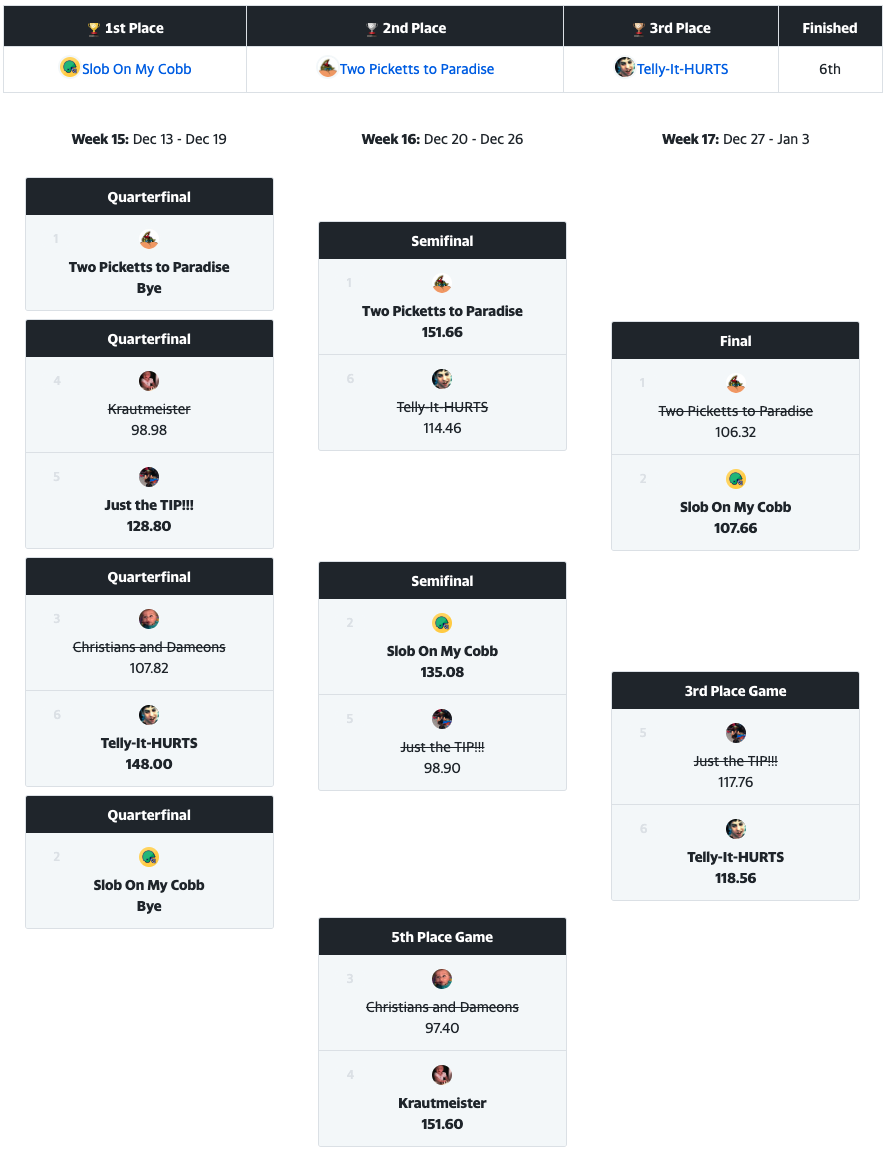 1st Place
2nd Place
3rd Place
Finished
Slob On My Cobb
Two Picketts to Paradise
Telly-It-HURTS
6th
Week 15: Dec 13 - Dec 19
Week 16: Dec 20 - Dec 26
Week 17: Dec 27 - Jan 3
Quarterfinal
1
Two Picketts to Paradise
Bye
Quarterfinal
4
Krautmeister
98.98
5
Just the TIP!!!
128.80
Quarterfinal
3
Christians and Dameons
107.82
6
Telly-It-HURTS
148.00
Quarterfinal
2
Slob On My Cobb
Bye
Semifinal
1
Two Picketts to Paradise
151.66
6
Telly-It-HURTS
114.46
Semifinal
2
Slob On My Cobb
135.08
5
Just the TIP!!!
98.90
5th Place Game
3
Christians and Dameons
97.40
4
Krautmeister
151.60
Final
1
Two Picketts to Paradise
106.32
2
Slob On My Cobb
107.66
3rd Place Game
5
Just the TIP!!!
117.76
6
Telly-It-HURTS
118.56